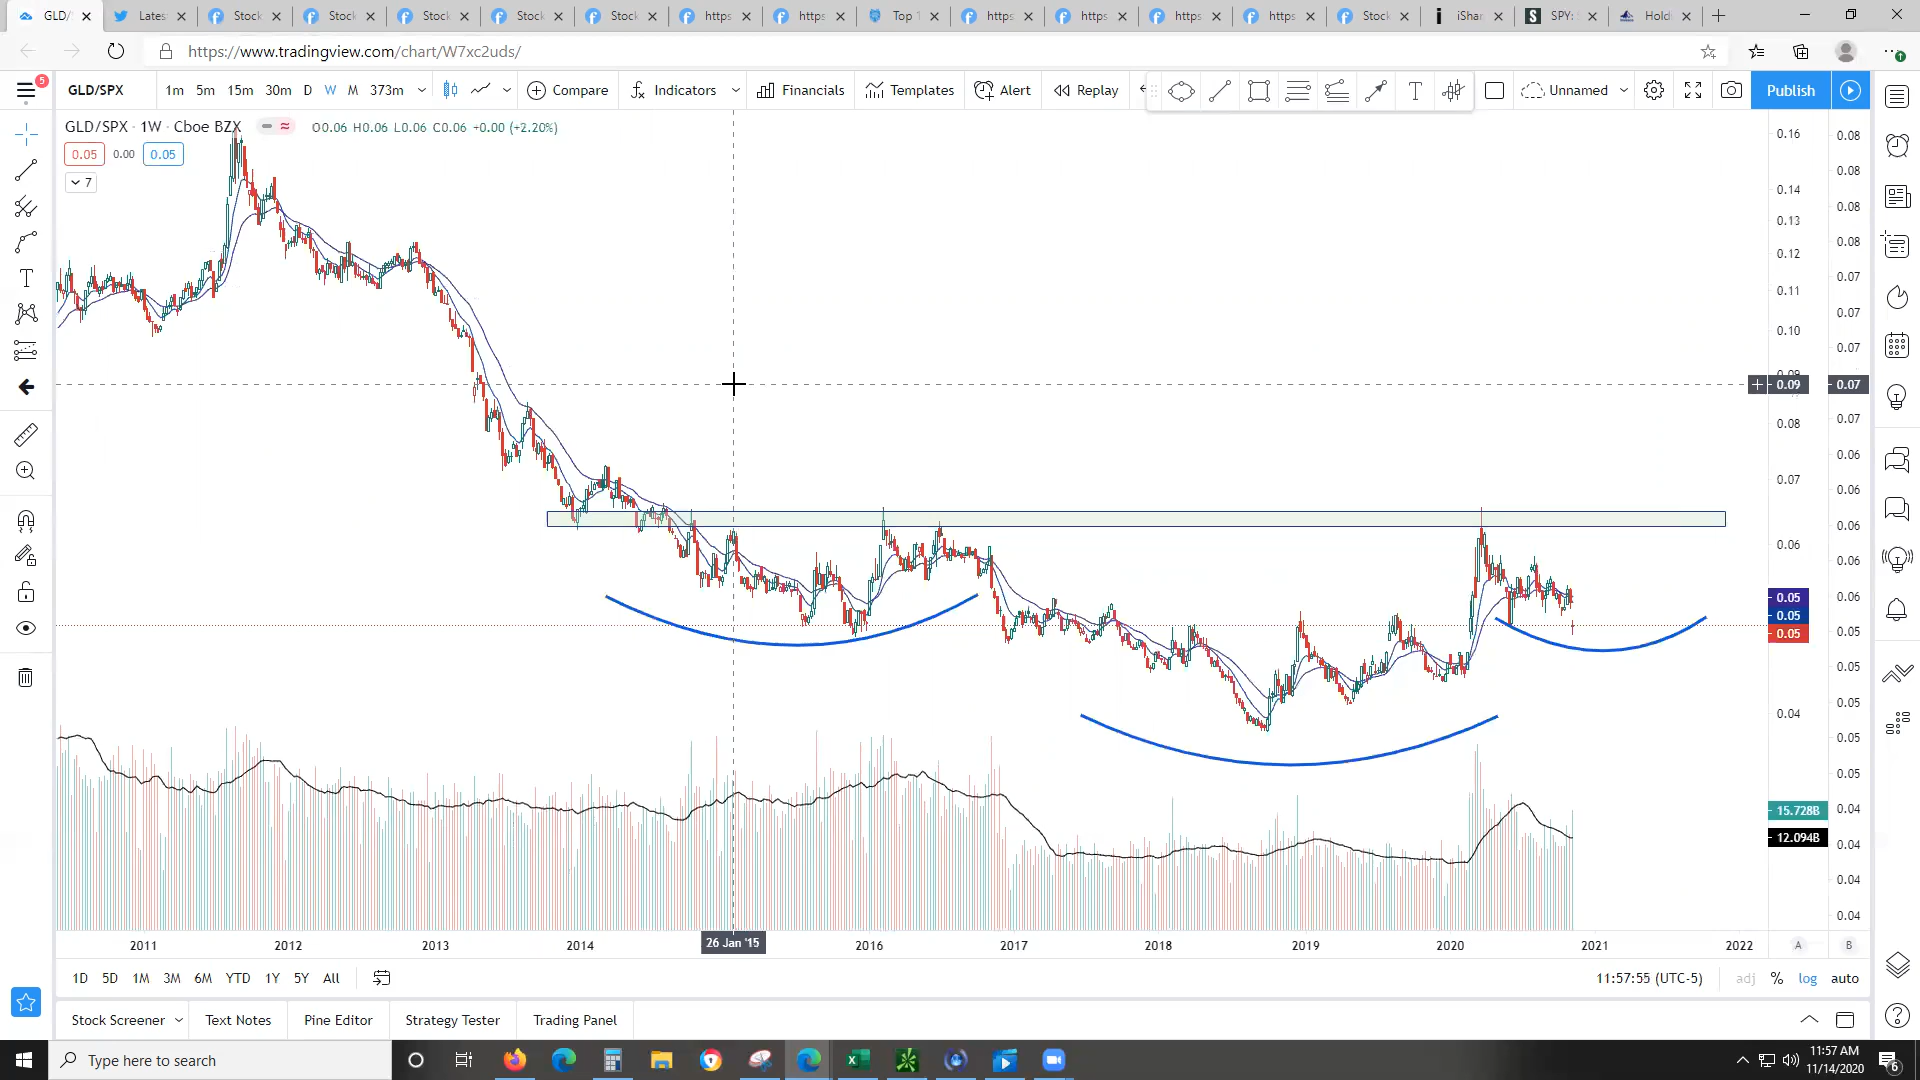 GLD/
Lates
Stock
Stock
Stock
Stock
Stock
https
https
Top 1
https
https
https
https
Stock
iShar
SPY:
Hold
https://www.tradingview.com/chart/W7xc2uds/
5
GLD/SPX
1m 5m 15m 30m D W M 373m
Compare
Indicators
Financials
Templates
Alert
Replay
Unnamed
Publish
GLD/SPX · 1W · Cboe BZX
O0.06 H0.06 L0.06 C0.06 +0.00 (+2.20%)
0.05 0.00 0.05
7
0.16
0.14
0.13
0.12
0.11
0.10
0.09
0.08
0.07
0.06
0.05
0.05
0.05
0.04
15.728B
12.094B
0.08
0.08
0.08
0.08
0.07
0.07
0.07
0.07
0.07
0.06
0.06
0.06
0.06
0.06
0.05
0.05
0.05
0.05
0.05
0.04
0.04
0.04
0.04
2011 2012 2013 2014 26 Jan '15 2016 2017 2018 2019 2020 2021 2022 A B
1D 5D 1M 3M 6M YTD 1Y 5Y All
11:57:55 (UTC-5) adj % log auto
Stock Screener Text Notes Pine Editor Strategy Tester Trading Panel
Type here to search
11:57 AM
11/14/2020
6